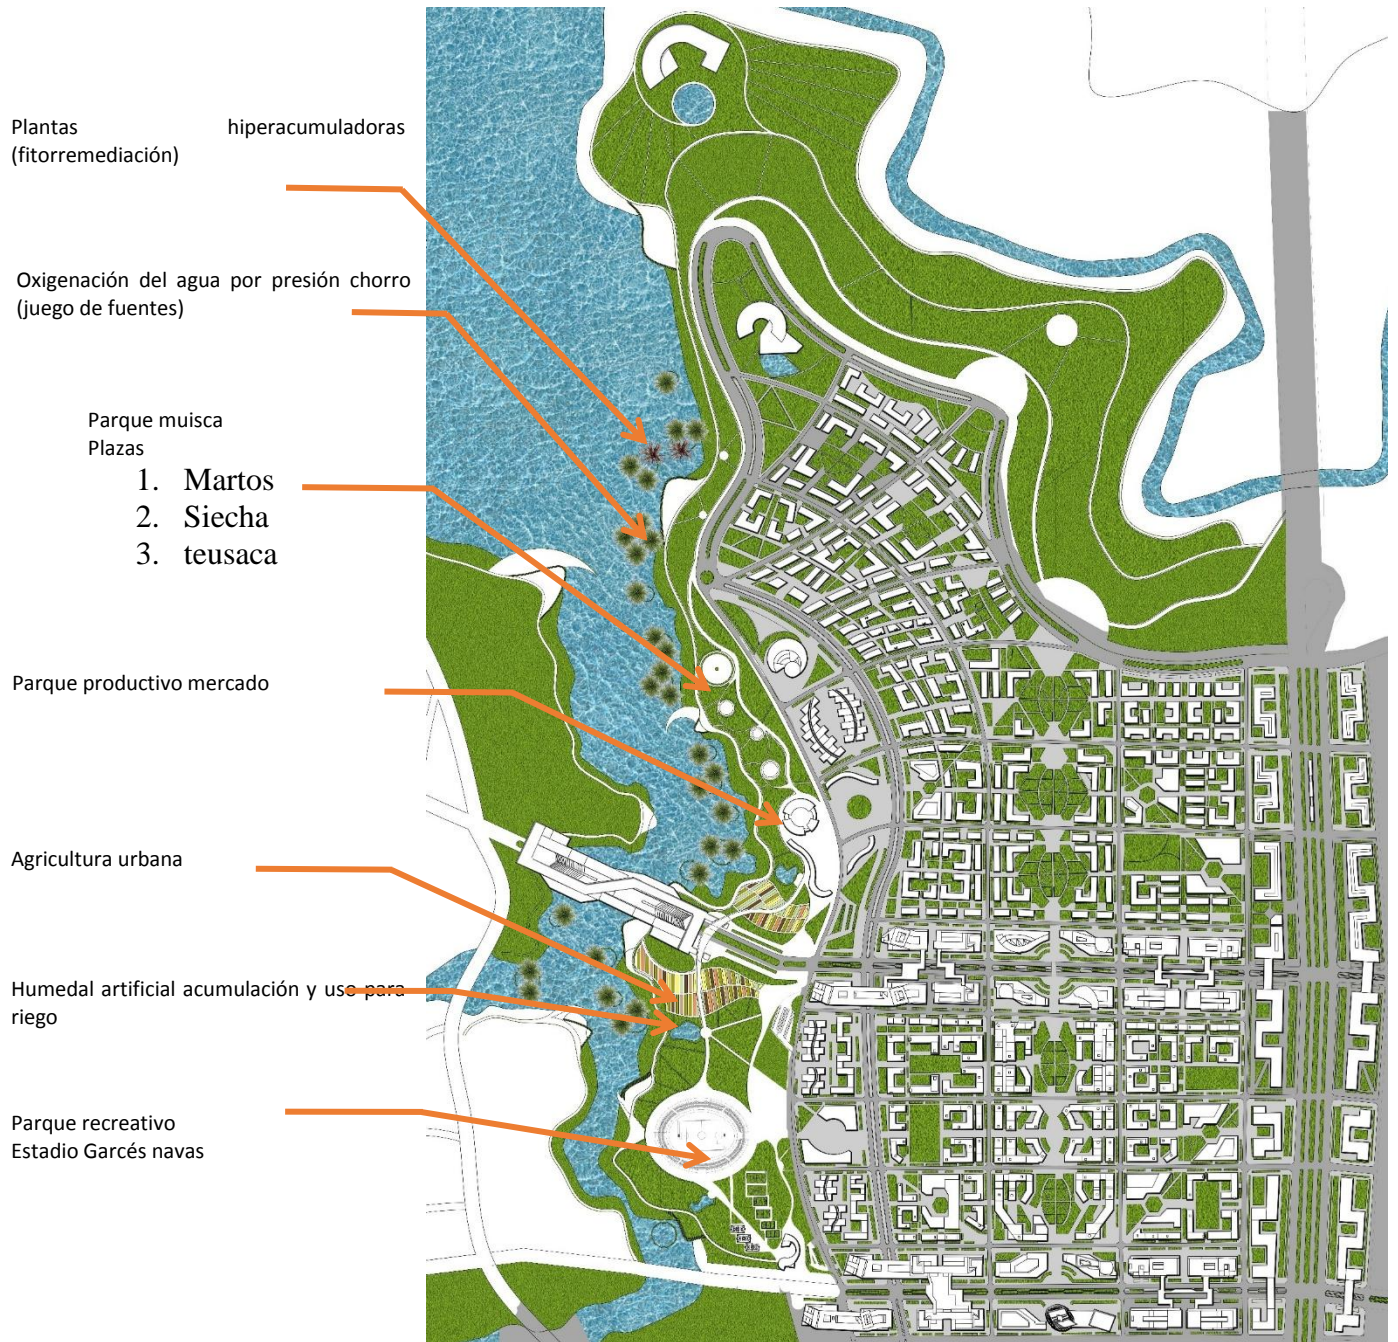 Plantas hiperacumuladoras
(fitorremediación)
Oxigenación del agua por presión chorro
(juego de fuentes)
Parque muisca
Plazas
1. Martos
2. Siecha
3. teusaca
Parque productivo mercado
Agricultura urbana
Humedal artificial acumulación y uso para
riego
Parque recreativo
Estadio Garcés navas